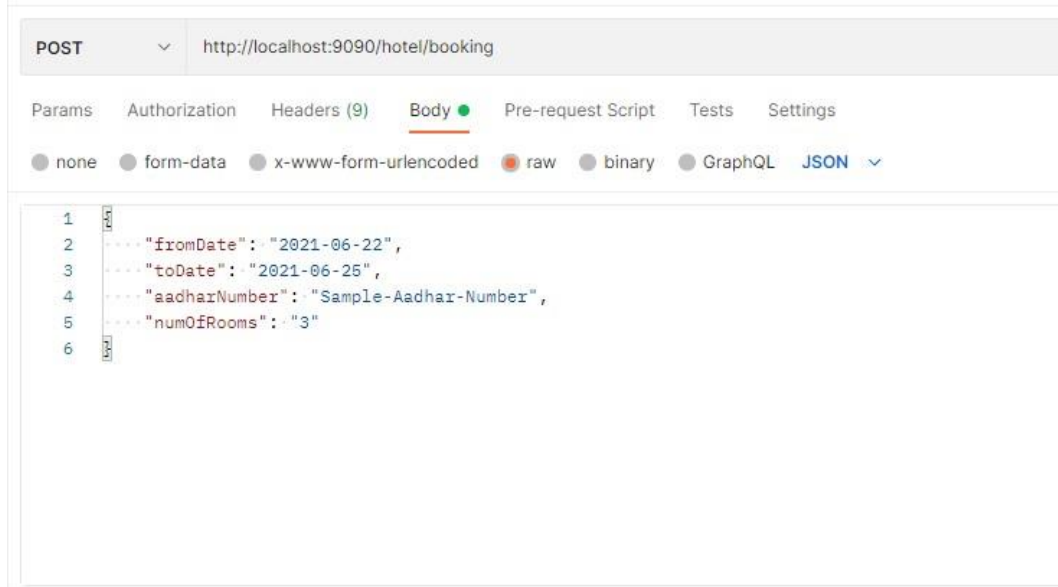 POST http://localhost:9090/hotel/booking
Params Authorization Headers (9) Body Pre-request Script Tests Settings
none form-data x-www-form-urlencoded raw binary GraphQL JSON
1 {
2 "fromDate": "2021-06-22",
3 "toDate": "2021-06-25",
4 "aadharNumber": "Sample-Aadhar-Number",
5 "numOfRooms": "3"
6 }